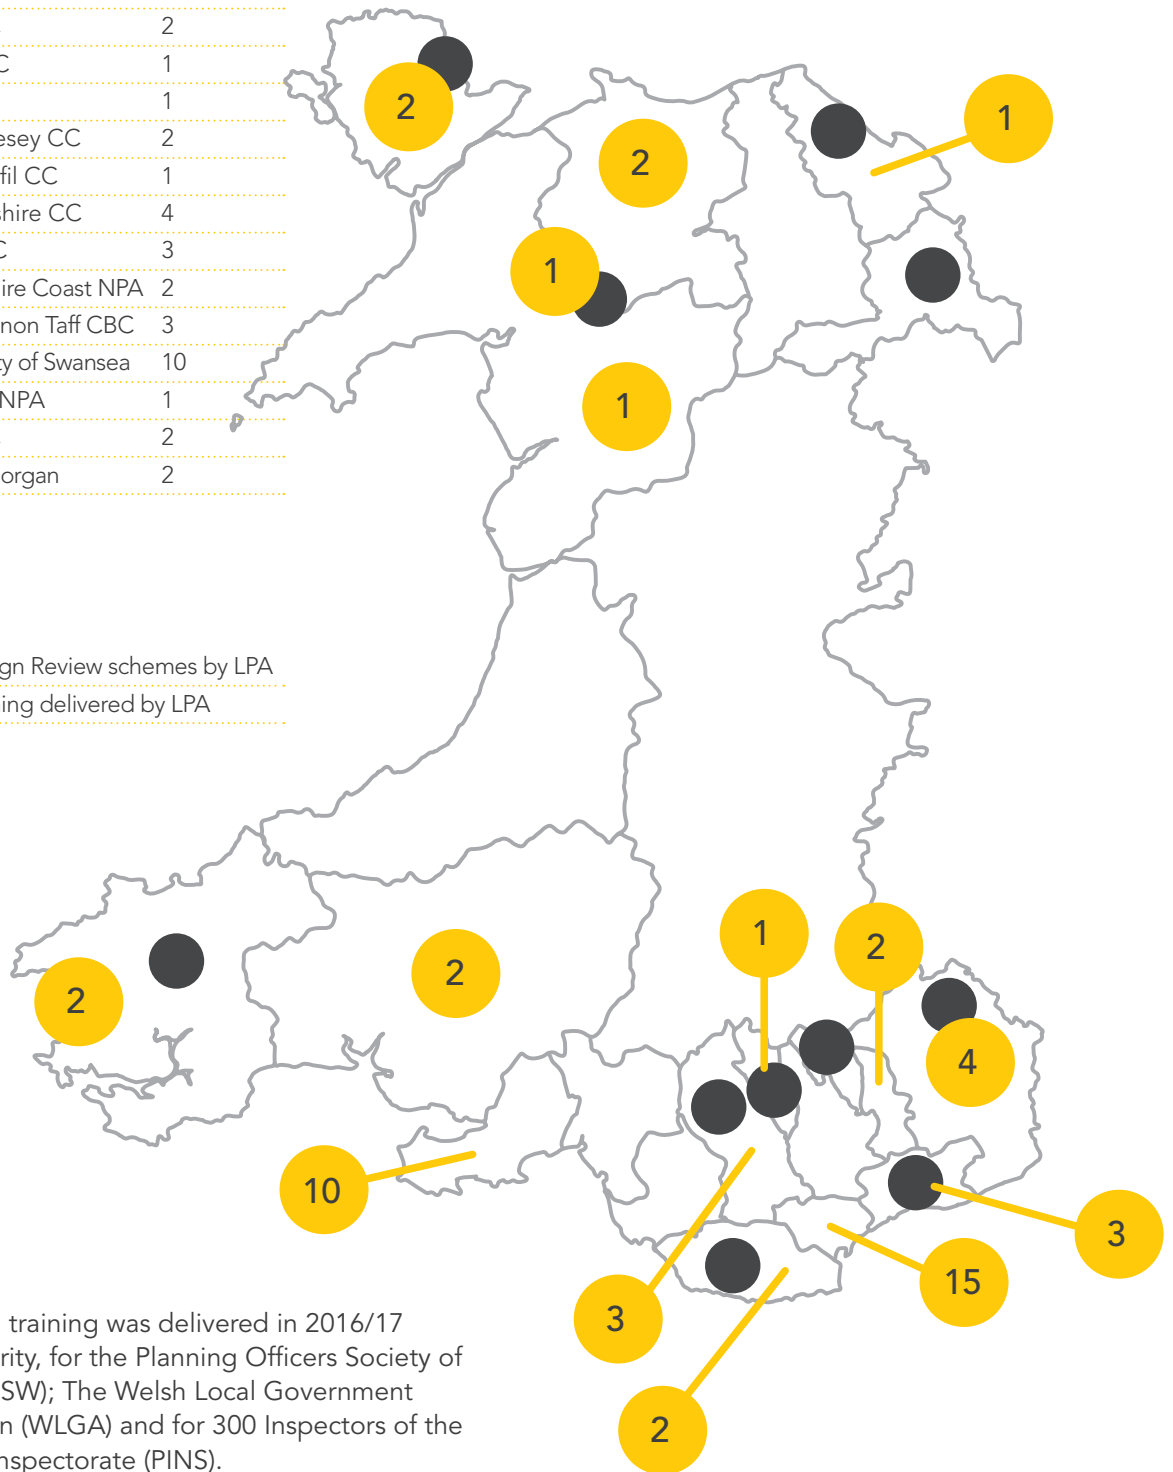 2
C 1
1
esey CC 2
fil CC 1
shire CC 4
C 3
ire Coast NPA 2
non Taff CBC 3
ty of Swansea 10
NPA 1
2
organ 2
gn Review schemes by LPA
ing delivered by LPA
2
2
1
1
1
1
2
2
2
4
10
3
15
3
2
training was delivered in 2016/17
rity, for the Planning Officers Society of
SW); The Welsh Local Government
n (WLGA) and for 300 Inspectors of the
nspectorate (PINS).